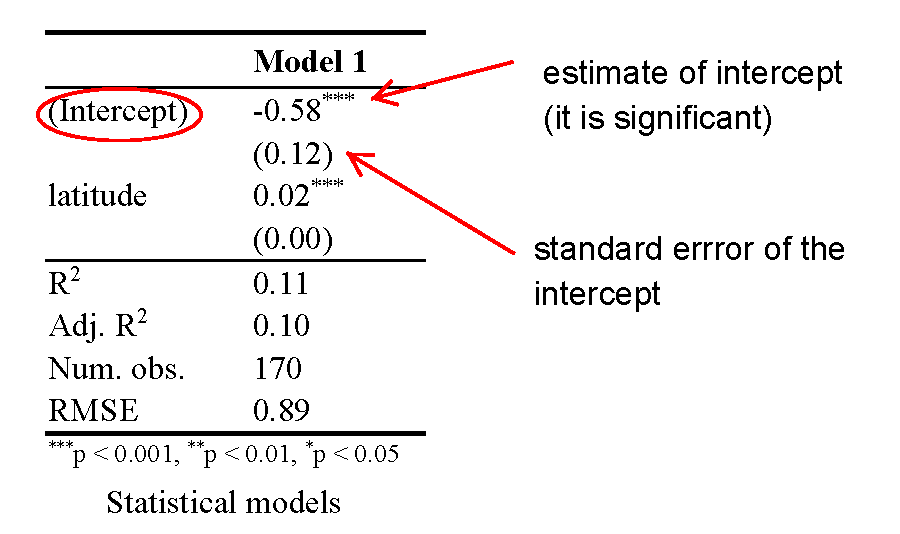 Model 1
(Intercept) -0.58***
(0.12)
latitude 0.02***
(0.00)
R2 0.11
Adj. R2 0.10
Num. obs. 170
RMSE 0.89
***p < 0.001, **p < 0.01, *p < 0.05
Statistical models
estimate of intercept
(it is significant)
standard errror of the
intercept